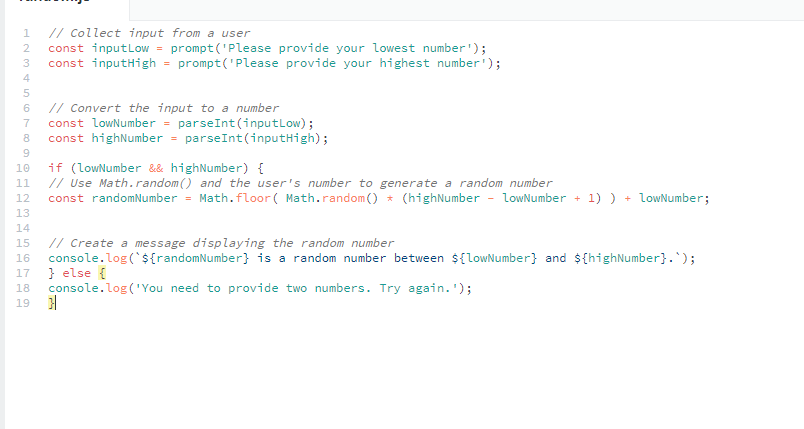 1 // Collect input from a user
2 const inputLow = prompt('Please provide your lowest number');
3 const inputHigh = prompt('Please provide your highest number');
4
5
6 // Convert the input to a number
7 const lowNumber = parseInt(inputLow);
8 const highNumber = parseInt(inputHigh);
9
10 if (lowNumber && highNumber) {
11 // Use Math.random() and the user's number to generate a random number
12 const randomNumber = Math.floor( Math.random() * (highNumber - lowNumber + 1) ) + lowNumber;
13
14
15 // Create a message displaying the random number
16 console.log(`${randomNumber} is a random number between ${lowNumber} and ${highNumber}.`);
17 } else {
18 console.log('You need to provide two numbers. Try again.');
19 }